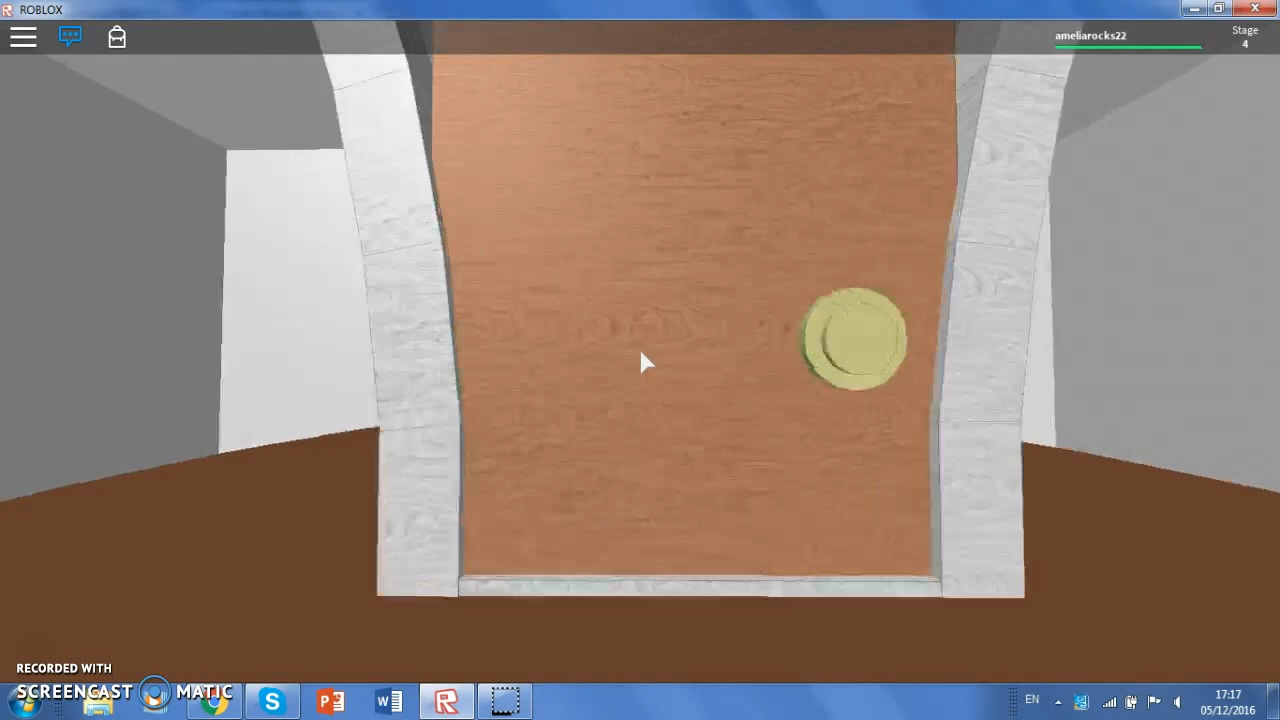 ROBLOX
ameliarocks22
Stage
4
RECORDED WITH
SCREENCAST MATIC
EN
17:17
05/12/2016